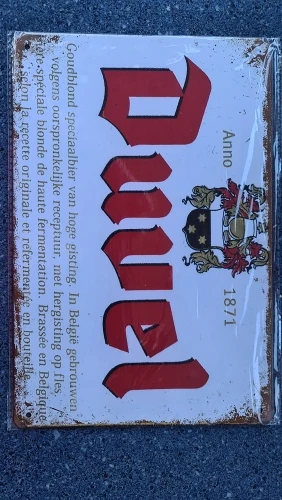 Anno 1871
Duvel
Goudblond speciaalbier van hoge gisting. In België gebrouwen
volgens oorspronkelijke receptuur, met hergisting op fles.
Bière spéciale blonde de haute fermentation. Brassée en Belgique
selon la recette originale et refermentée en bouteille